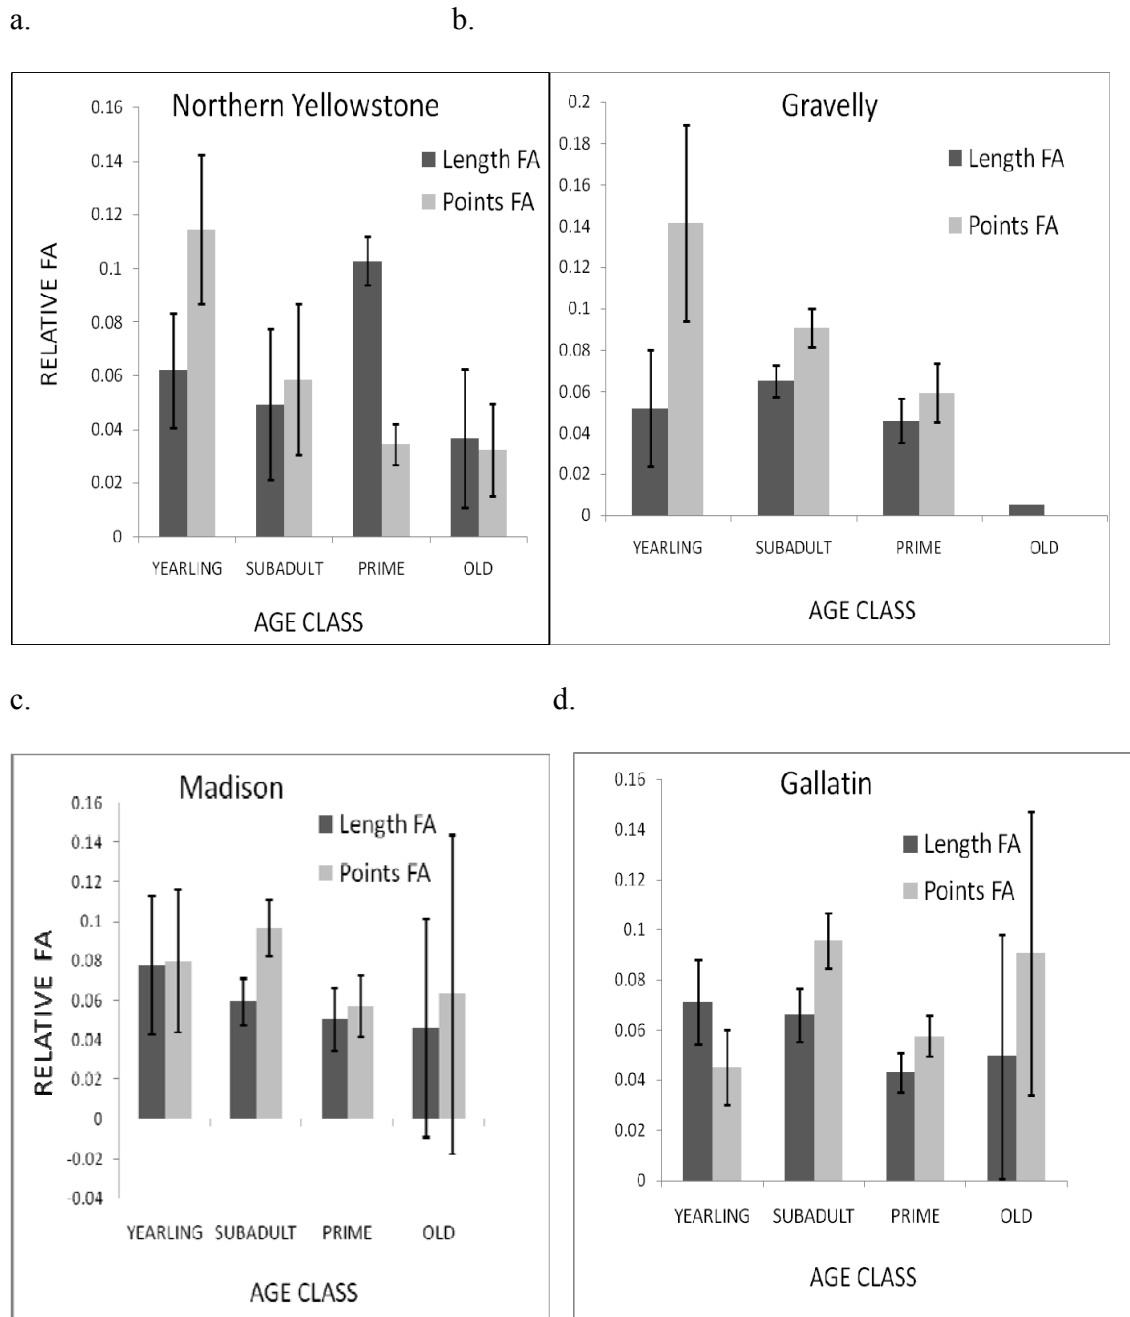 a.
b.
Northern Yellowstone
Length FA
Points FA
RELATIVE FA
0.16
0.14
0.12
0.1
0.08
0.06
0.04
0.02
0
YEARLING SUBADULT PRIME OLD
AGE CLASS
Gravelly
Length FA
Points FA
0.2
0.18
0.16
0.14
0.12
0.1
0.08
0.06
0.04
0.02
0
YEARLING SUBADULT PRIME OLD
AGE CLASS
c.
d.
Madison
Length FA
Points FA
RELATIVE FA
0.16
0.14
0.12
0.1
0.08
0.06
0.04
0.02
0
-0.02
-0.04
YEARLING SUBADULT PRIME OLD
AGE CLASS
Gallatin
Length FA
Points FA
0.16
0.14
0.12
0.1
0.08
0.06
0.04
0.02
0
YEARLING SUBADULT PRIME OLD
AGE CLASS